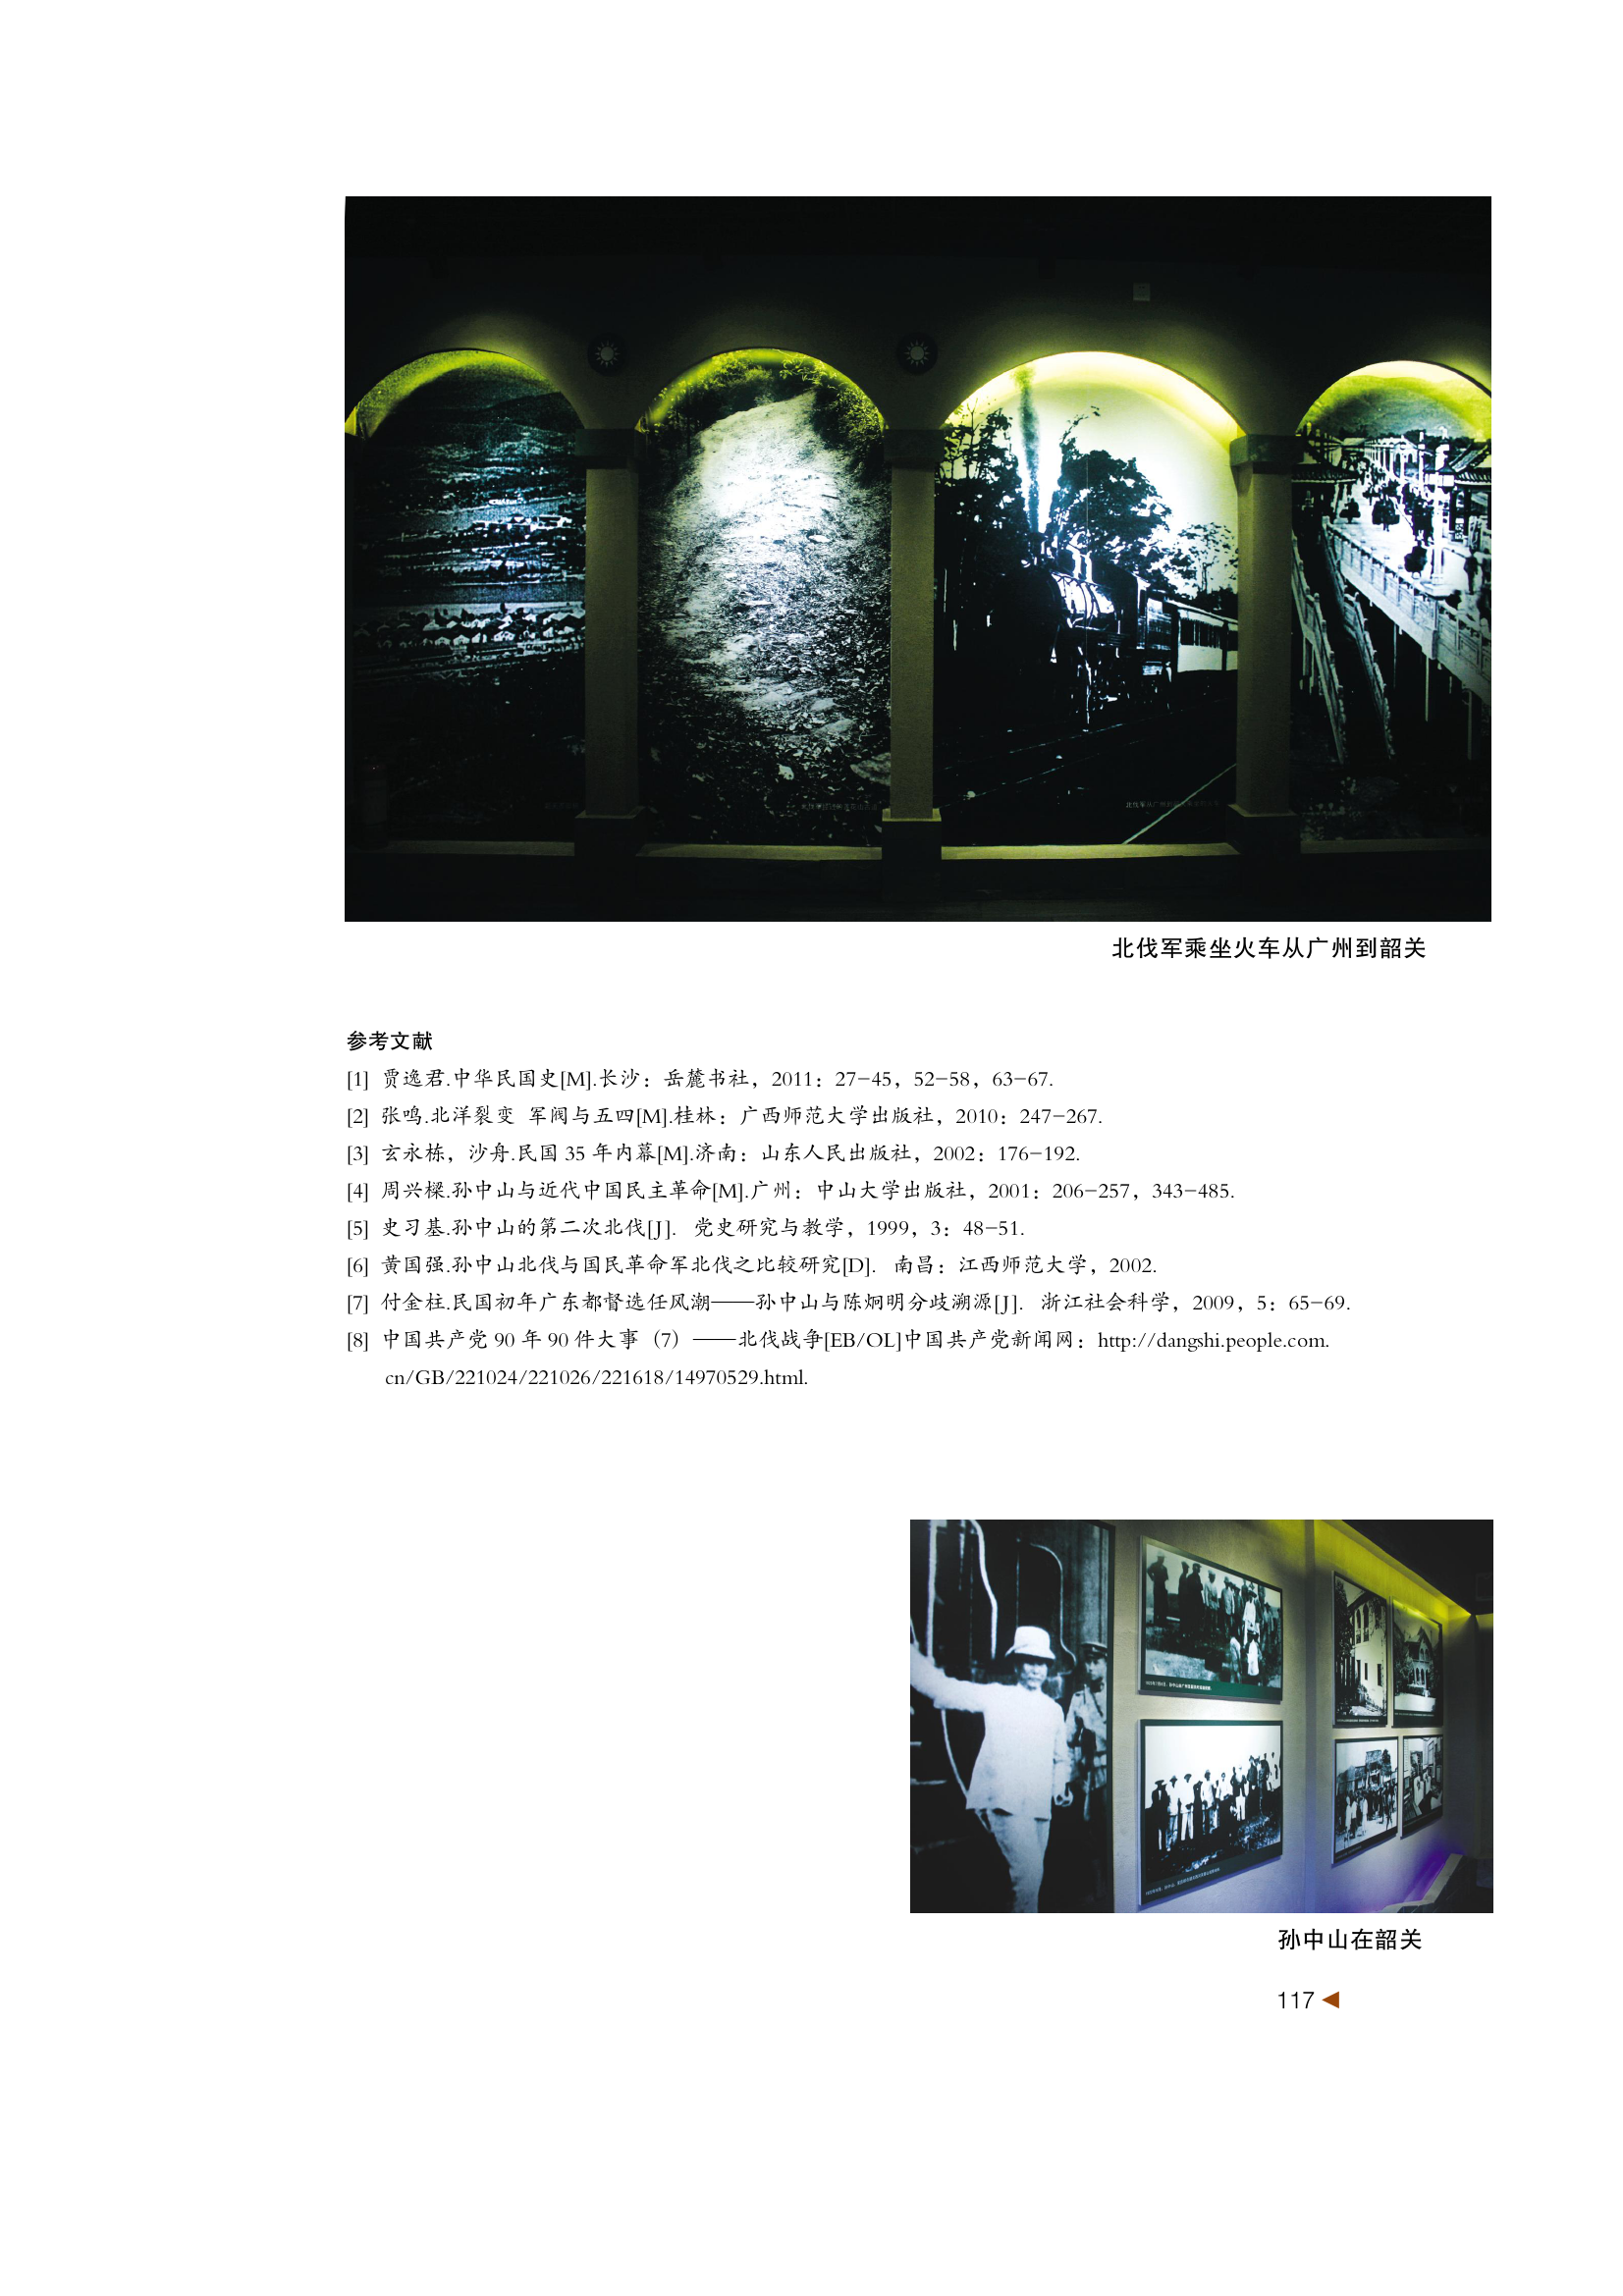 北伐军乘坐火车从广州到韶关
参考文献
[1] 贾逸君.中华民国史[M].长沙：岳麓书社，2011：27−45，52−58，63−67.
[2] 张鸣.北洋裂变 军阀与五四[M].桂林：广西师范大学出版社，2010：247−267.
[3] 玄永栋，沙舟.民国 35 年内幕[M].济南：山东人民出版社，2002：176−192.
[4] 周兴樑.孙中山与近代中国民主革命[M].广州：中山大学出版社，2001：206−257，343−485.
[5] 史习基.孙中山的第二次北伐[J]. 党史研究与教学，1999，3：48−51.
[6] 黄国强.孙中山北伐与国民革命军北伐之比较研究[D]. 南昌：江西师范大学，2002.
[7] 付金柱.民国初年广东都督选任风潮——孙中山与陈炯明分歧溯源[J]. 浙江社会科学，2009，5：65−69.
[8] 中国共产党 90 年 90 件大事（7）——北伐战争[EB/OL]中国共产党新闻网：http://dangshi.people.com.
cn/GB/221024/221026/221618/14970529.html.
孙中山在韶关
117